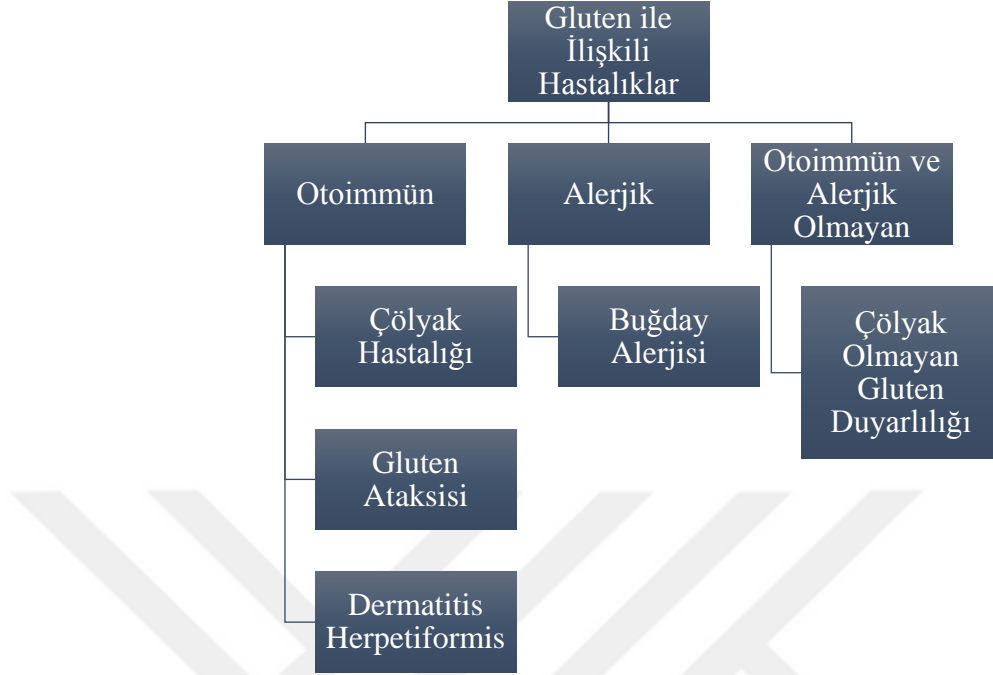 Gluten ile
İlişkili
Hastalıklar
Otoimmün
Alerjik
Otoimmün ve
Alerjik
Olmayan
Çölyak
Hastalığı
Gluten
Ataksisi
Dermatitis
Herpetiformis
Buğday
Alerjisi
Çölyak
Olmayan
Gluten
Duyarlılığı